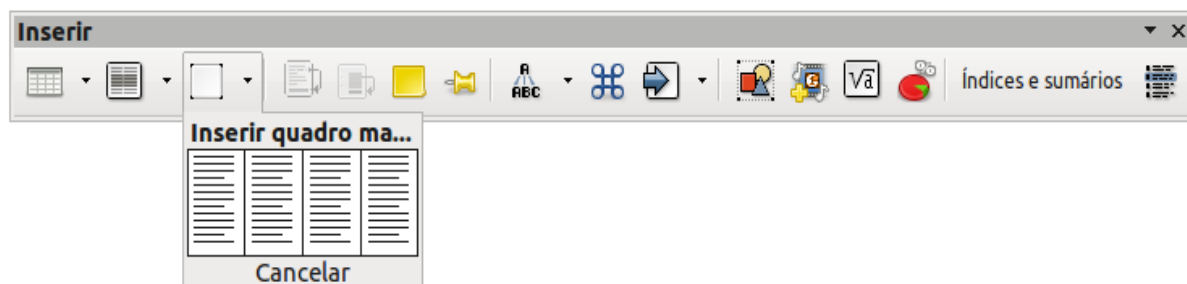 Inserir
A
ABC
√a
Índices e sumários
Inserir quadro ma...
Cancelar